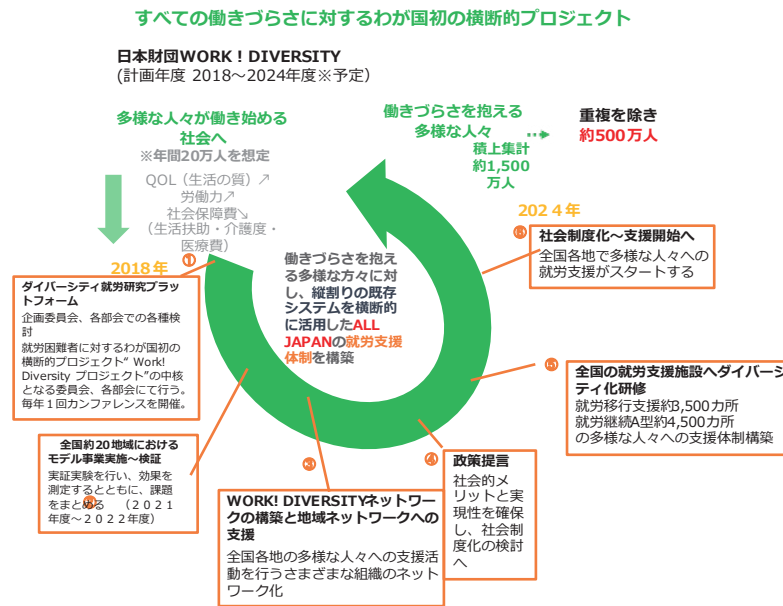 すべての働きづらさに対するわが国初の横断的プロジェクト
日本財団WORK！DIVERSITY
(計画年度 2018～2024年度※予定）
多様な人々が働き始める
社会へ
※年間20万人を想定
QOL（生活の質）↗
労働力↗
社会保障費↘
（生活扶助・介護度・
医療費）
働きづらさを抱える
多様な人々
積上集計
約1,500
万人
重複を除き
約500万人
2018年
①
ダイバーシティ就労研究プラッ
トフォーム
企画委員会、各部会での各種検
討
就労困難者に対するわが国初の
横断的プロジェクト” Work!
Diversity プロジェクト”の中核
となる委員会、各部会にて行う。
毎年１回カンファレンスを開催。
働きづらさを抱え
る多様な方々に対
し、縦割りの既存
システムを横断的
に活用したALL
JAPANの就労支援
体制を構築
全国約20地域における
モデル事業実施～検証
実証実験を行い、効果を
測定するとともに、課題
をまとめる　（２０２１
年度～２０２２年度）
③
WORK! DIVERSITYネットワー
クの構築と地域ネットワークへの
支援
全国各地の多様な人々への支援活
動を行うさまざまな組織のネット
ワーク化
④
政策提言
社会的メ
リットと実
現性を確保
し、社会制
度化の検討
へ
⑤
全国の就労支援施設へダイバーシ
ティ化研修
就労移行支援約3,500カ所
就労継続A型約4,500カ所
の多様な人々への支援体制構築
2024年
⑥
社会制度化～支援開始へ
全国各地で多様な人々への
就労支援がスタートする